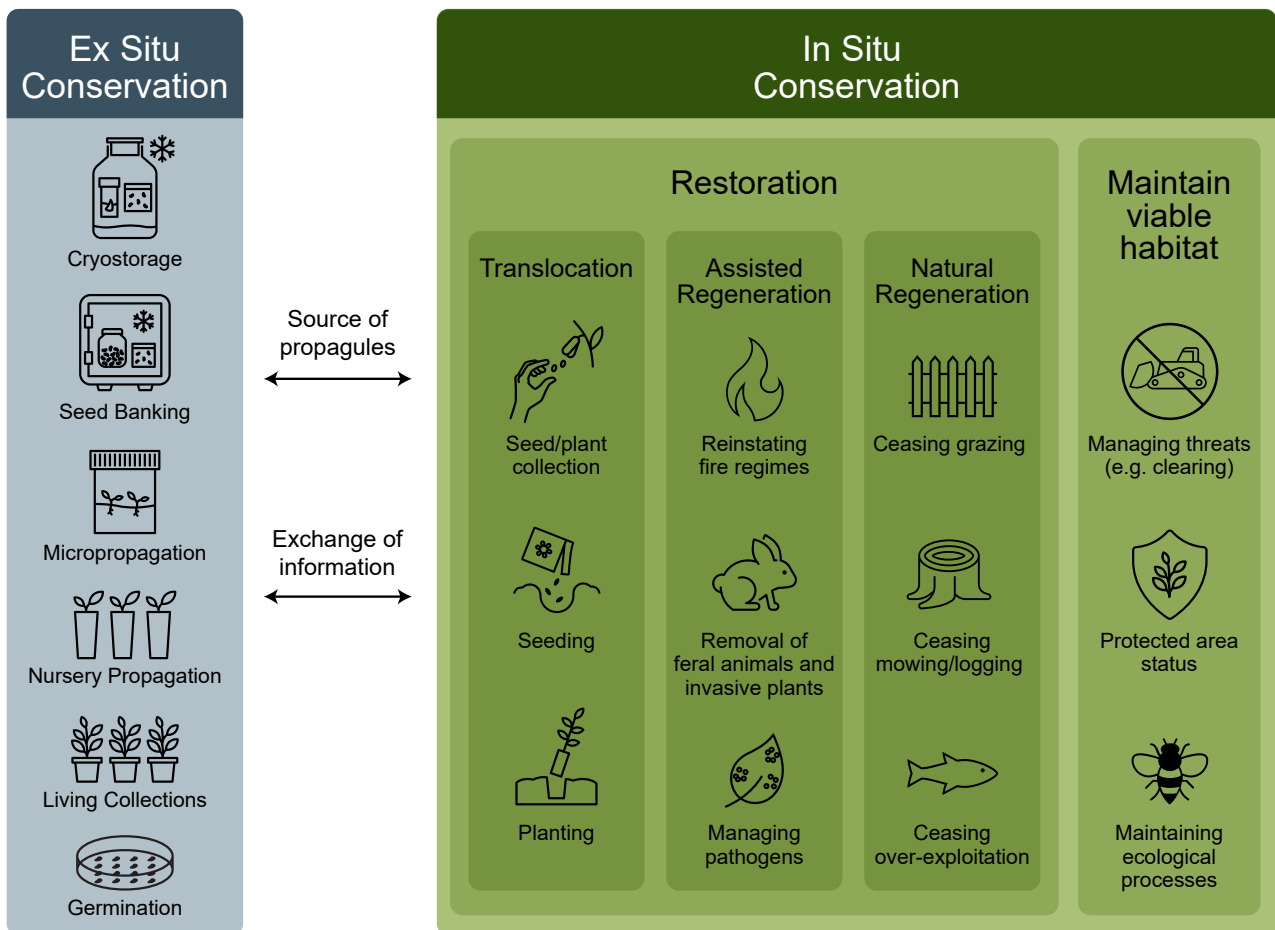 Ex Situ
Conservation
Cryostorage
Seed Banking
Micropropagation
Nursery Propagation
Living Collections
Germination
Source of
propagules
Exchange of
information
In Situ
Conservation
Restoration
Translocation
Seed/plant
collection
Seeding
Planting
Assisted
Regeneration
Reinstating
fire regimes
Removal of
feral animals and
invasive plants
Managing
pathogens
Natural
Regeneration
Ceasing grazing
Ceasing
mowing/logging
Ceasing
over-exploitation
Maintain
viable
habitat
Managing threats
(e.g. clearing)
Protected area
status
Maintaining
ecological
processes